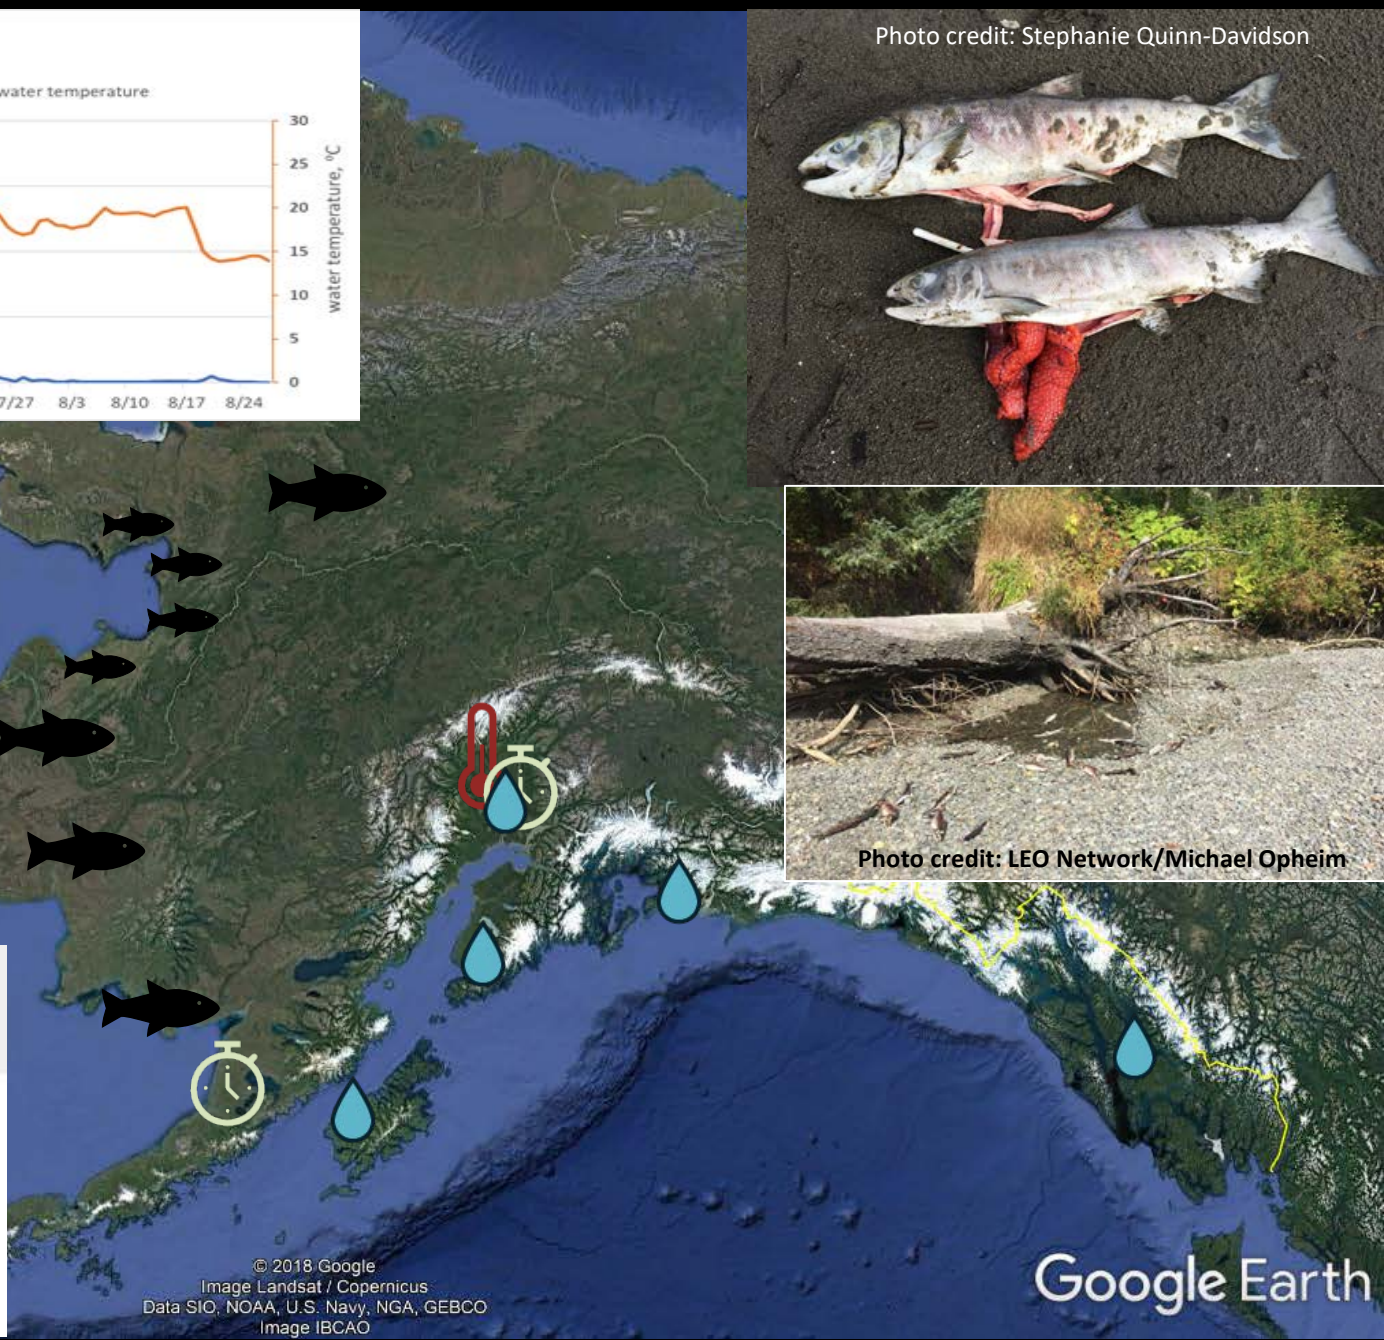 Photo credit: Stephanie Quinn-Davidson
water temperature
30
25
20
15
10
5
0
water temperature, ºC
7/27 8/3 8/10 8/17 8/24
Photo credit: LEO Network/Michael Opheim
© 2018 Google
Image Landsat / Copernicus
Data SIO, NOAA, U.S. Navy, NGA, GEBCO
Image IBCAO
Google Earth